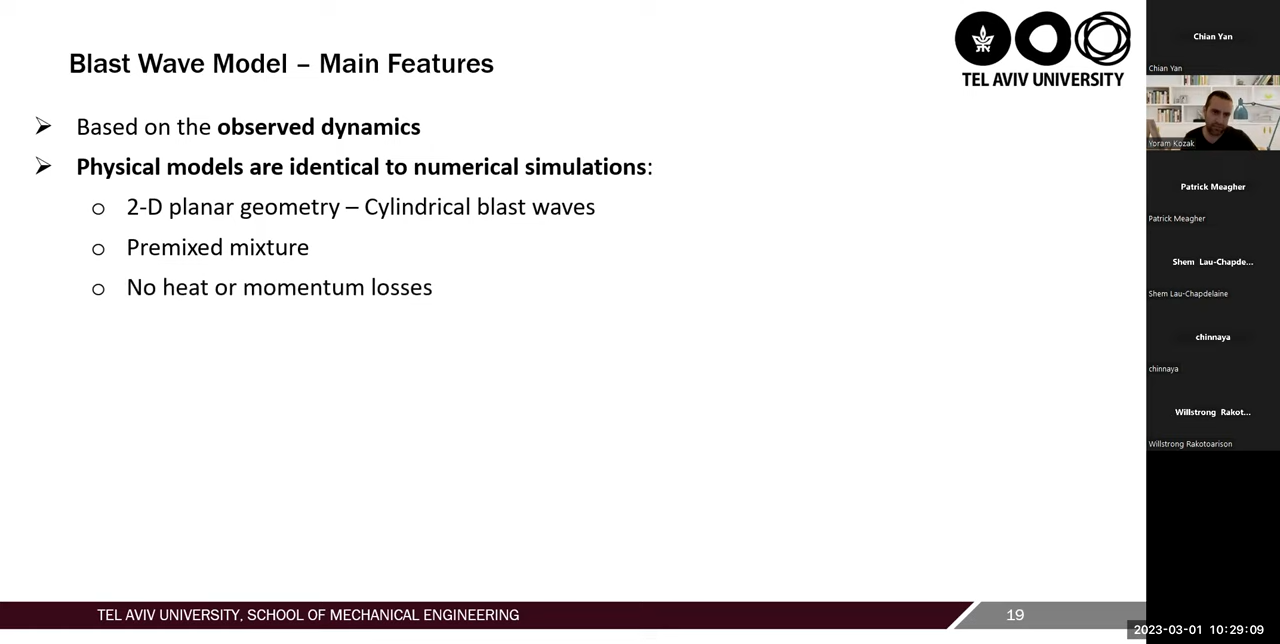 Blast Wave Model – Main Features
TEL AVIV UNIVERSITY
Based on the observed dynamics
Physical models are identical to numerical simulations:
2-D planar geometry – Cylindrical blast waves
Premixed mixture
No heat or momentum losses
TEL AVIV UNIVERSITY, SCHOOL OF MECHANICAL ENGINEERING
19
Chian Yan
Chian Yan
Yoram Kozak
Patrick Meagher
Patrick Meagher
Shem Lau-Chapde...
Shem Lau-Chapdelaine
chinnaya
chinnaya
Willstrong Rakot...
Willstrong Rakotoarison
2023-03-01 10:29:09